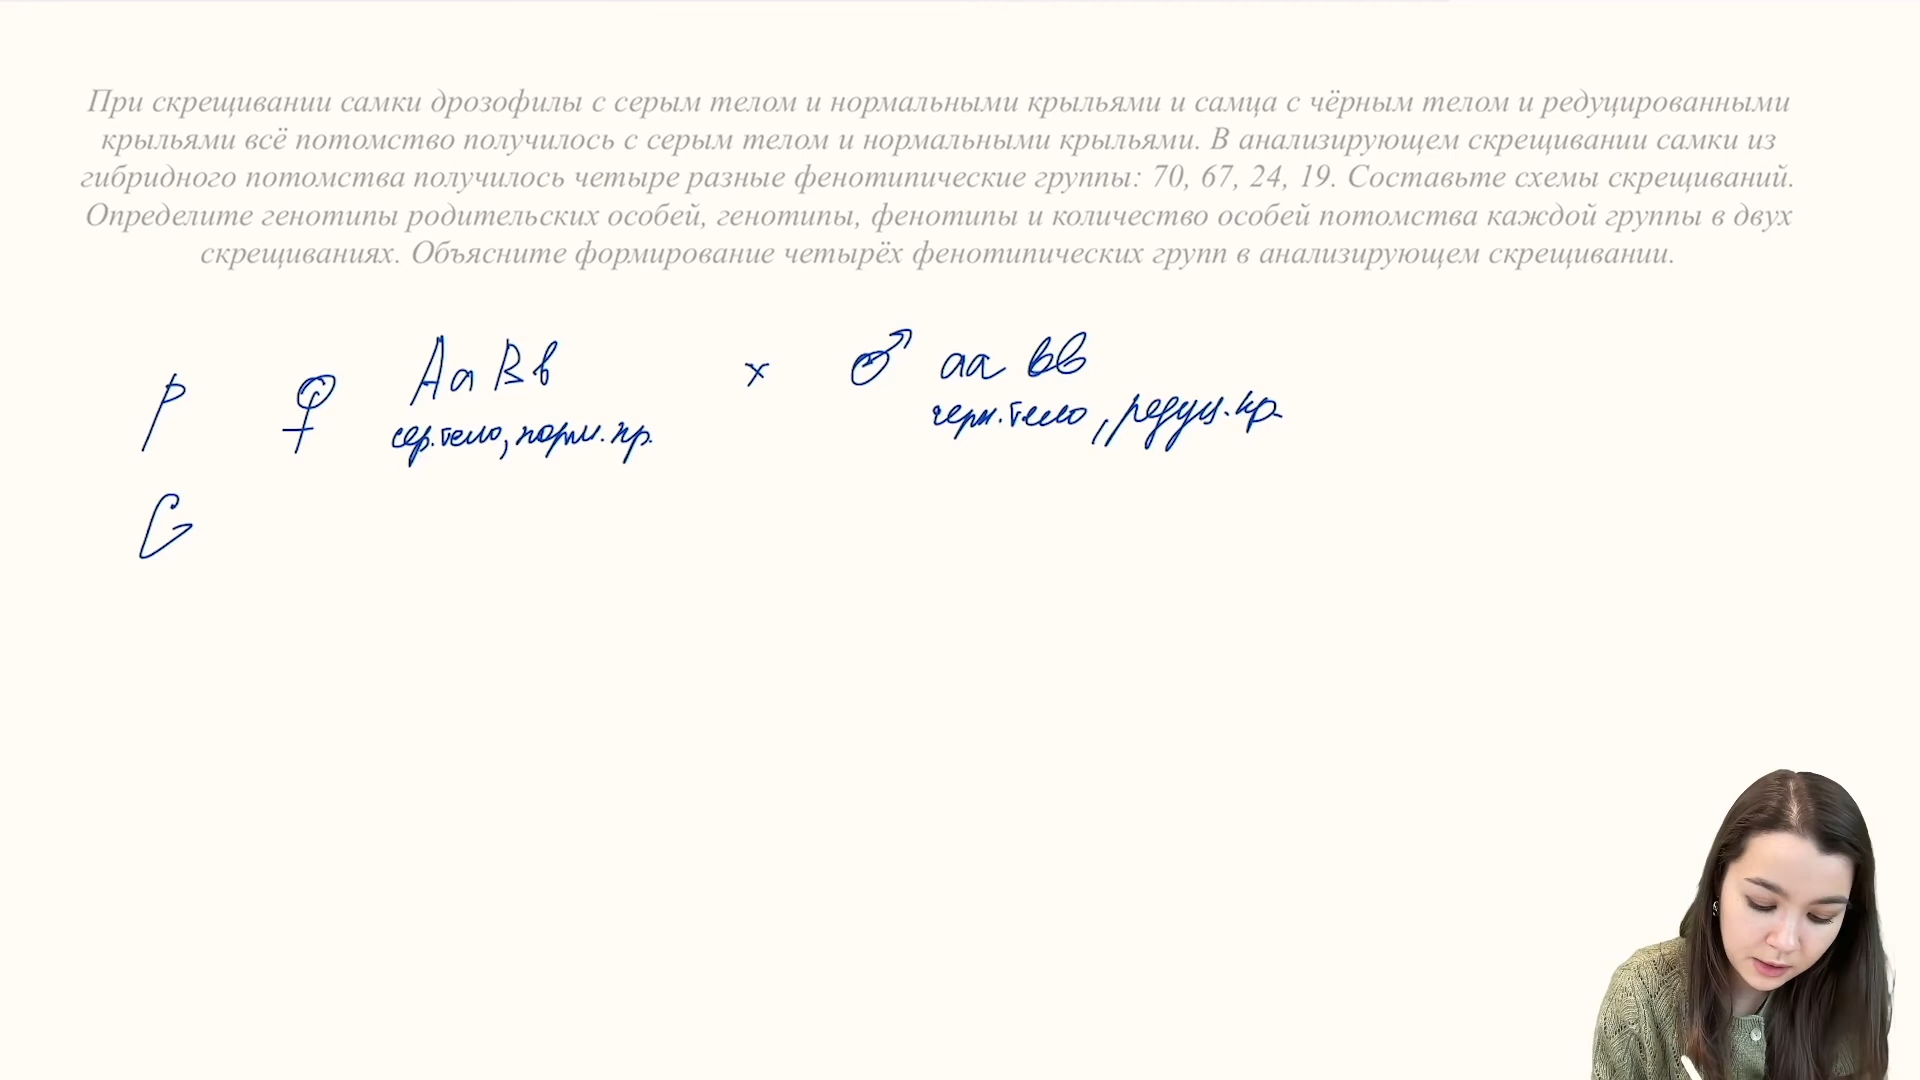 При скрещивании самки дрозофилы с серым телом и нормальными крыльями и самца с чёрным телом и редуцированными
крыльями всё потомство получилось с серым телом и нормальными крыльями. В анализирующем скрещивании самки из
гибридного потомства получилось четыре разные фенотипические группы: 70, 67, 24, 19. Составьте схемы скрещиваний.
Определите генотипы родительских особей, генотипы, фенотипы и количество особей потомства каждой группы в двух
скрещиваниях. Объясните формирование четырёх фенотипических групп в анализирующем скрещивании.
P ♀ АаВв х ♂ аавв
сер.тело, норм.кр. черн.тело, редуц.кр.
G